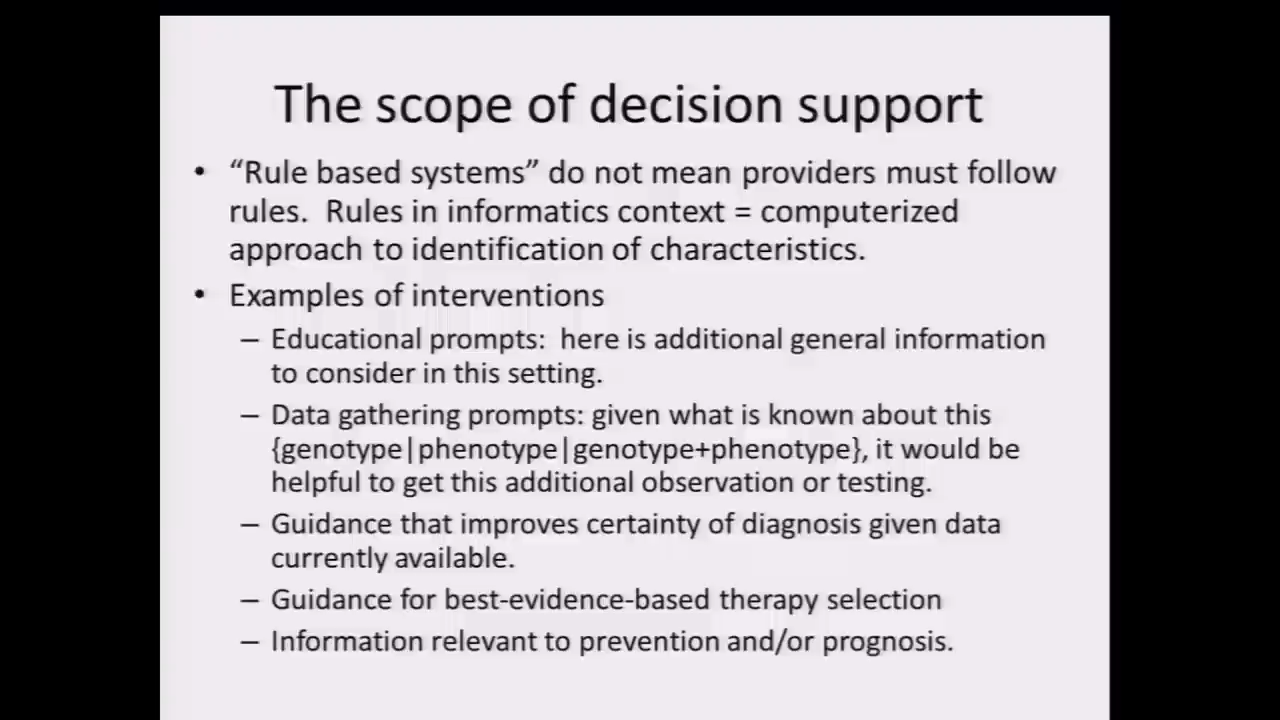 The scope of decision support
• “Rule based systems” do not mean providers must follow
rules.  Rules in informatics context = computerized
approach to identification of characteristics.
• Examples of interventions
– Educational prompts:  here is additional general information
to consider in this setting.
– Data gathering prompts: given what is known about this
{genotype|phenotype|genotype+phenotype}, it would be
helpful to get this additional observation or testing.
– Guidance that improves certainty of diagnosis given data
currently available.
– Guidance for best-evidence-based therapy selection
– Information relevant to prevention and/or prognosis.